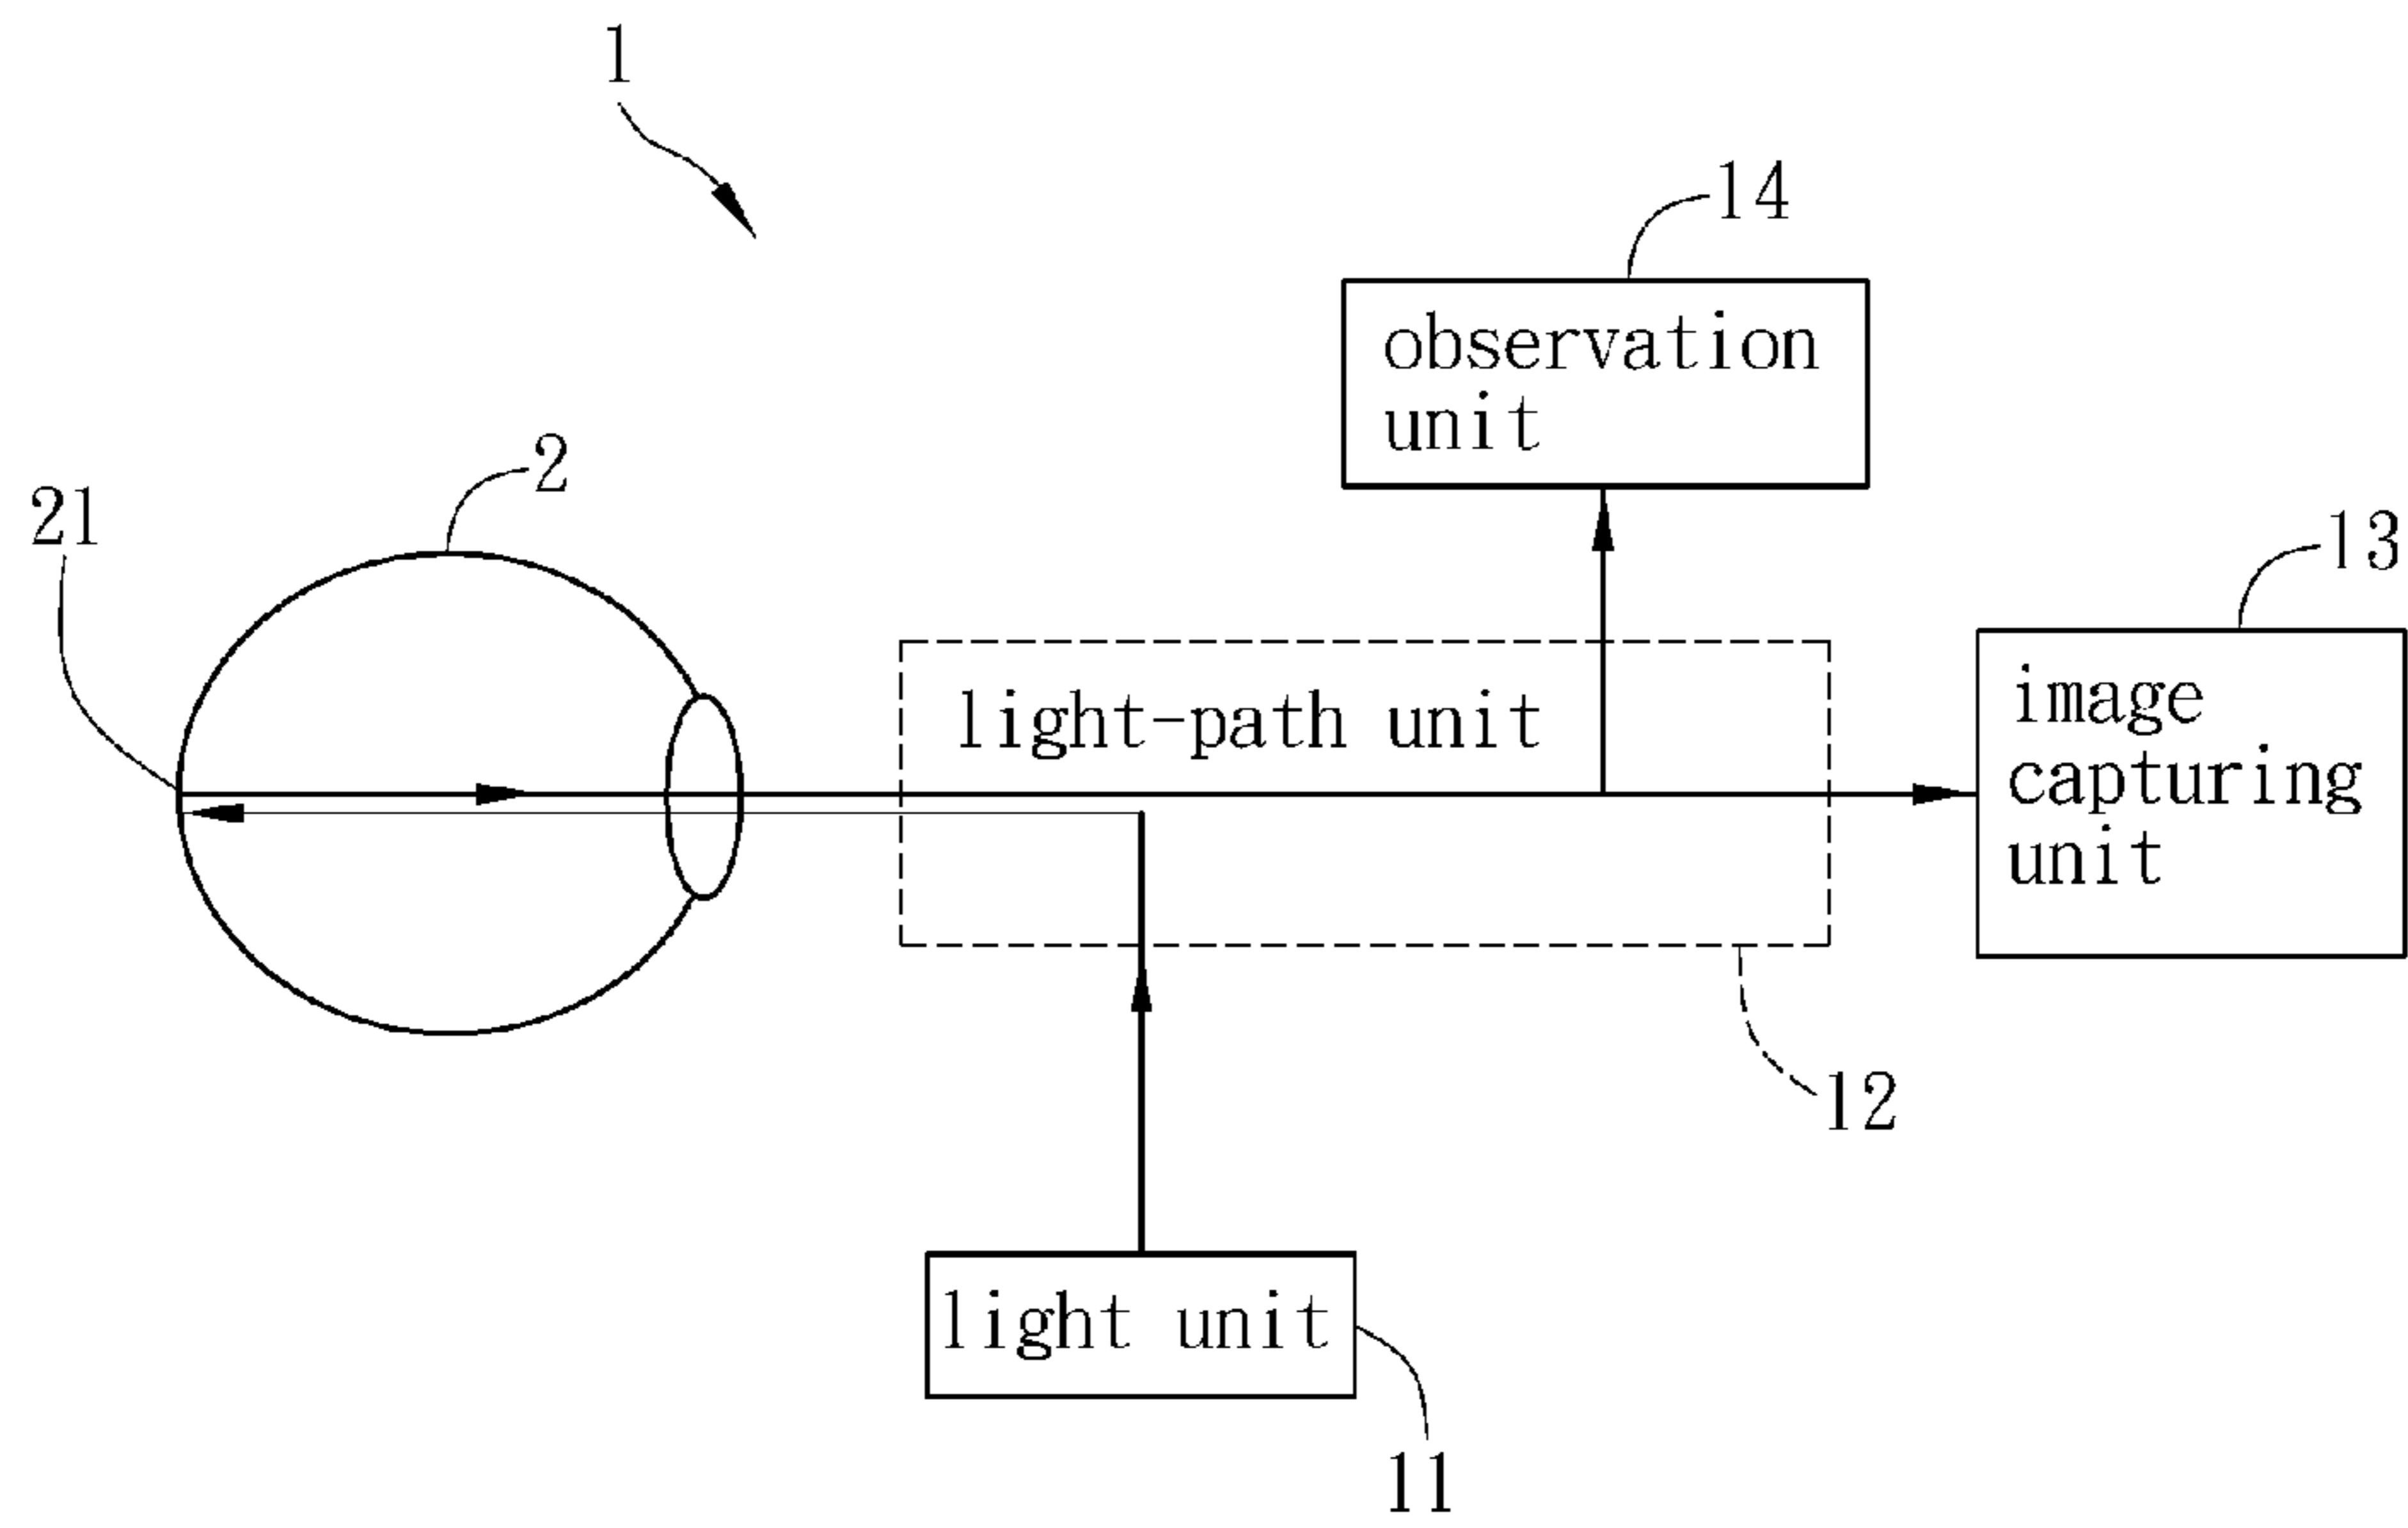 1
14
observation
unit
2
21
13
light-path unit
image
capturing
unit
12
light unit
11